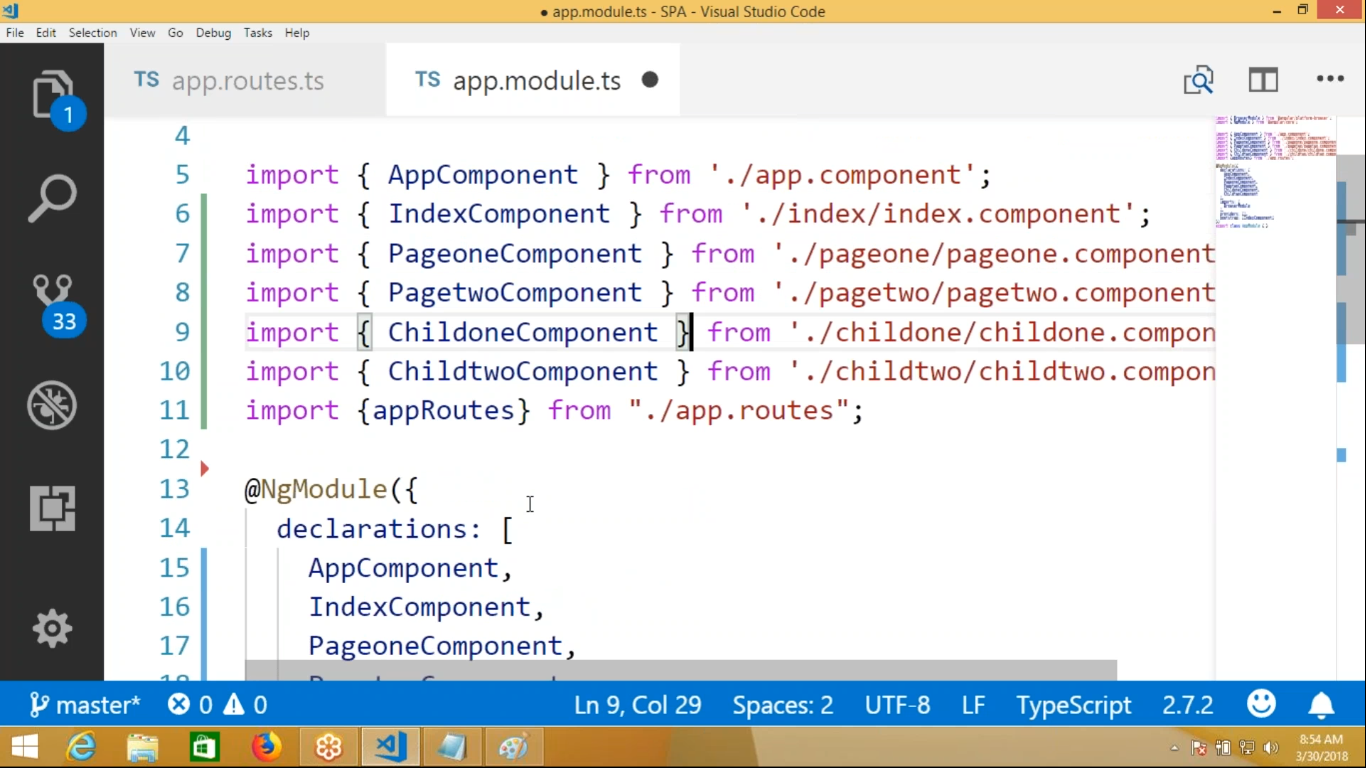 ● app.module.ts - SPA - Visual Studio Code
File Edit Selection View Go Debug Tasks Help
TS app.routes.ts TS app.module.ts
1
33
4
5 import { AppComponent } from './app.component';
6 import { IndexComponent } from './index/index.component';
7 import { PageoneComponent } from './pageone/pageone.component
8 import { PagetwoComponent } from './pagetwo/pagetwo.component
9 import { ChildoneComponent } from './childone/childone.compon
10 import { ChildtwoComponent } from './childtwo/childtwo.compon
11 import {appRoutes} from "./app.routes";
12
13 @NgModule({
14 declarations: [
15 AppComponent,
16 IndexComponent,
17 PageoneComponent,
master* 0 0 Ln 9, Col 29 Spaces: 2 UTF-8 LF TypeScript 2.7.2
8:54 AM
3/30/2018